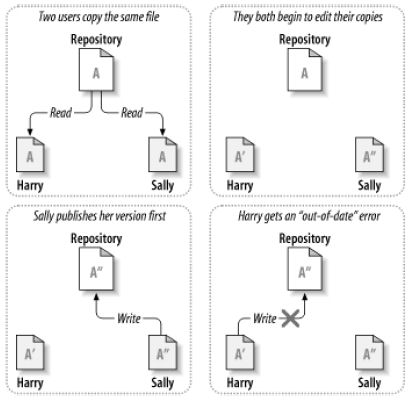 Two users copy the same file
Repository
A
Read Read
A A
Harry Sally
They both begin to edit their copies
Repository
A
A' A"
Harry Sally
Sally publishes her version first
Repository
A"
Write
A' A"
Harry Sally
Harry gets an “out-of-date” error
Repository
A"
Write
A' A"
Harry Sally